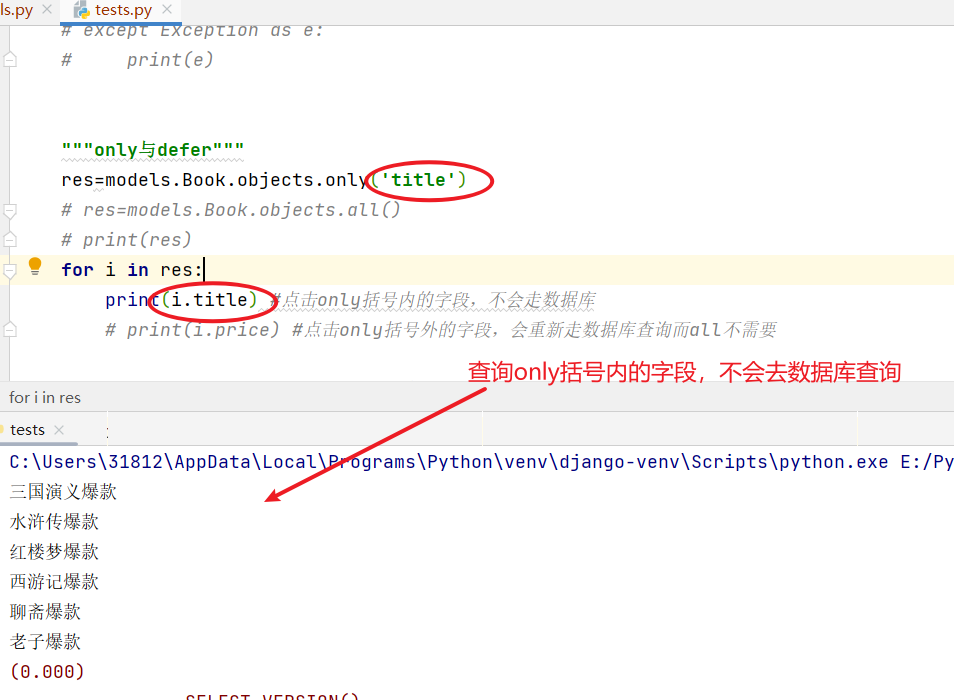 ls.py × tests.py ×
# except Exception as e:
#     print(e)
"""only与defer"""
res=models.Book.objects.only('title')
# res=models.Book.objects.all()
# print(res)
for i in res:
    print(i.title) #点击only括号内的字段，不会走数据库
    # print(i.price) #点击only括号外的字段，会重新走数据库查询而all不需要
查询only括号内的字段，不会去数据库查询
for i in res
tests ×
C:\Users\31812\AppData\Local\Programs\Python\venv\django-venv\Scripts\python.exe E:/Py
三国演义爆款
水浒传爆款
红楼梦爆款
西游记爆款
聊斋爆款
老子爆款
(0.000)
SELECT VERSION()